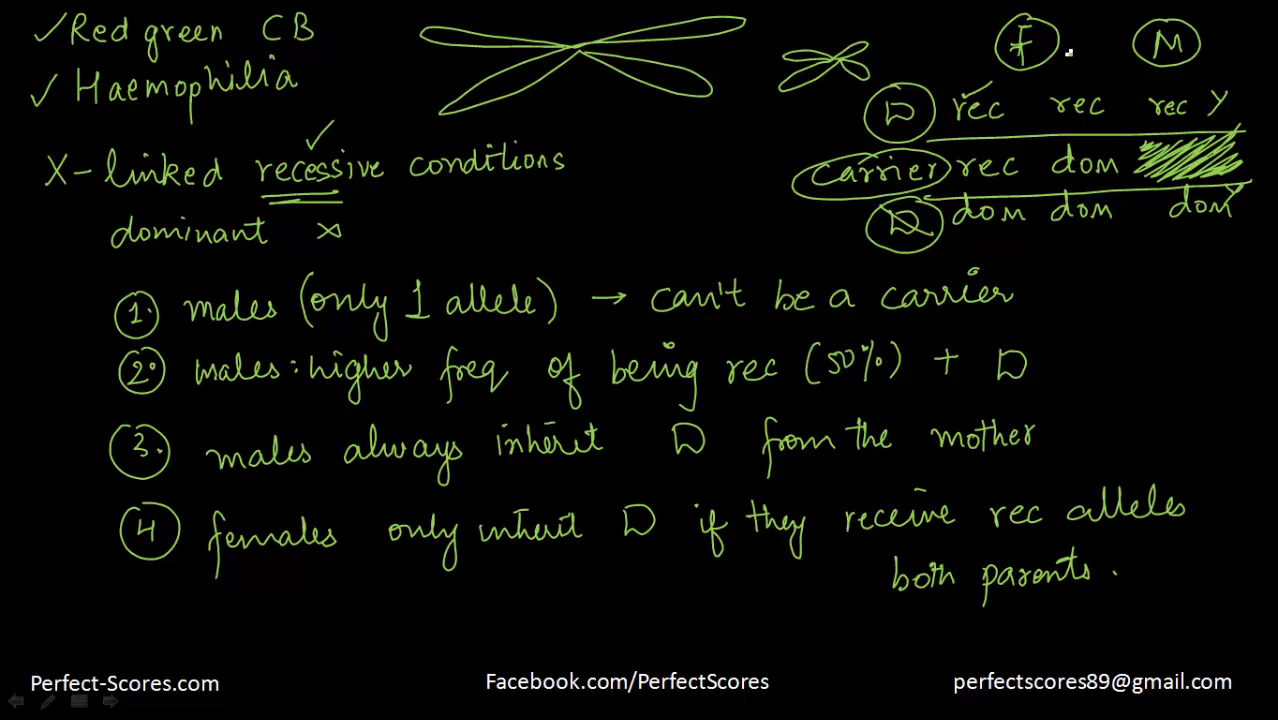 ✓ Red green CB
✓ Haemophilia
X-linked recessive conditions
dominant ×
F M
D rec rec rec Y
carrier rec dom
D dom dom dom Y
1. males (only 1 allele) → can't be a carrier
2. males: higher freq of being rec (50%) + D
3. males always inherit D from the mother
4 females only inherit D if they receive rec alleles
both parents.
Perfect-Scores.com
Facebook.com/PerfectScores
perfectscores89@gmail.com